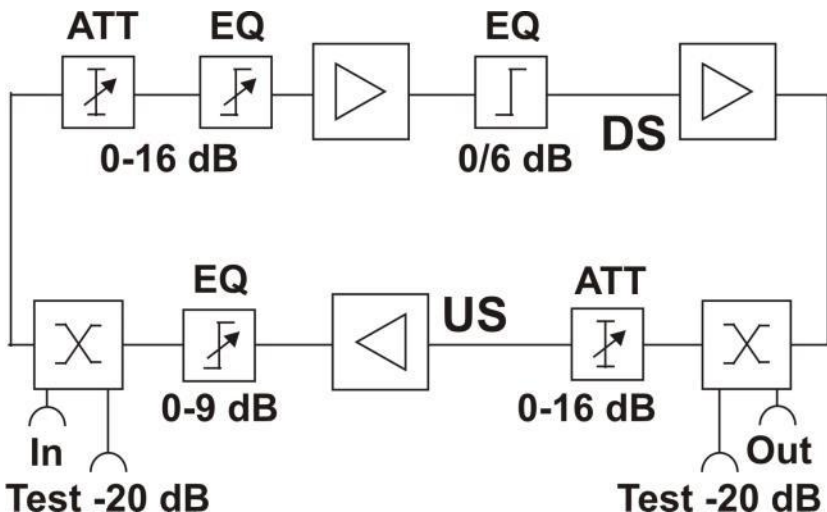 ATT
EQ
EQ
0-16 dB
0/6 dB
DS
EQ
US
ATT
0-9 dB
0-16 dB
In
Out
Test -20 dB
Test -20 dB